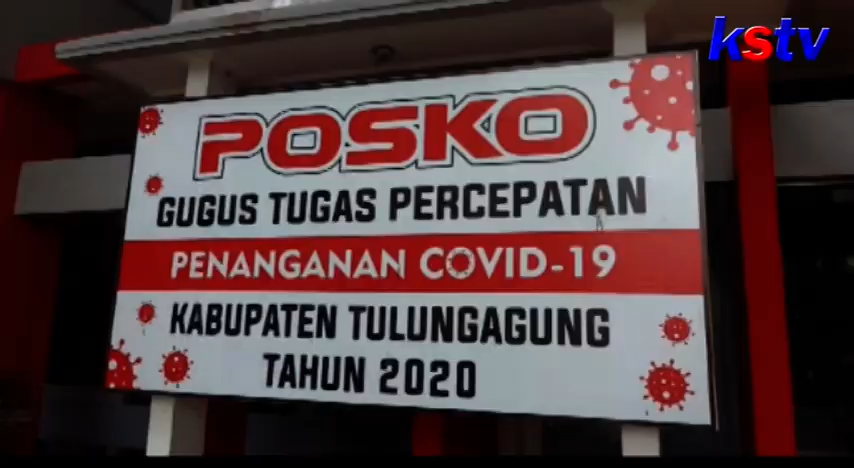 kstv
POSKO
GUGUS TUGAS PERCEPATAN
PENANGANAN COVID-19
KABUPATEN TULUNGAGUNG
TAHUN 2020